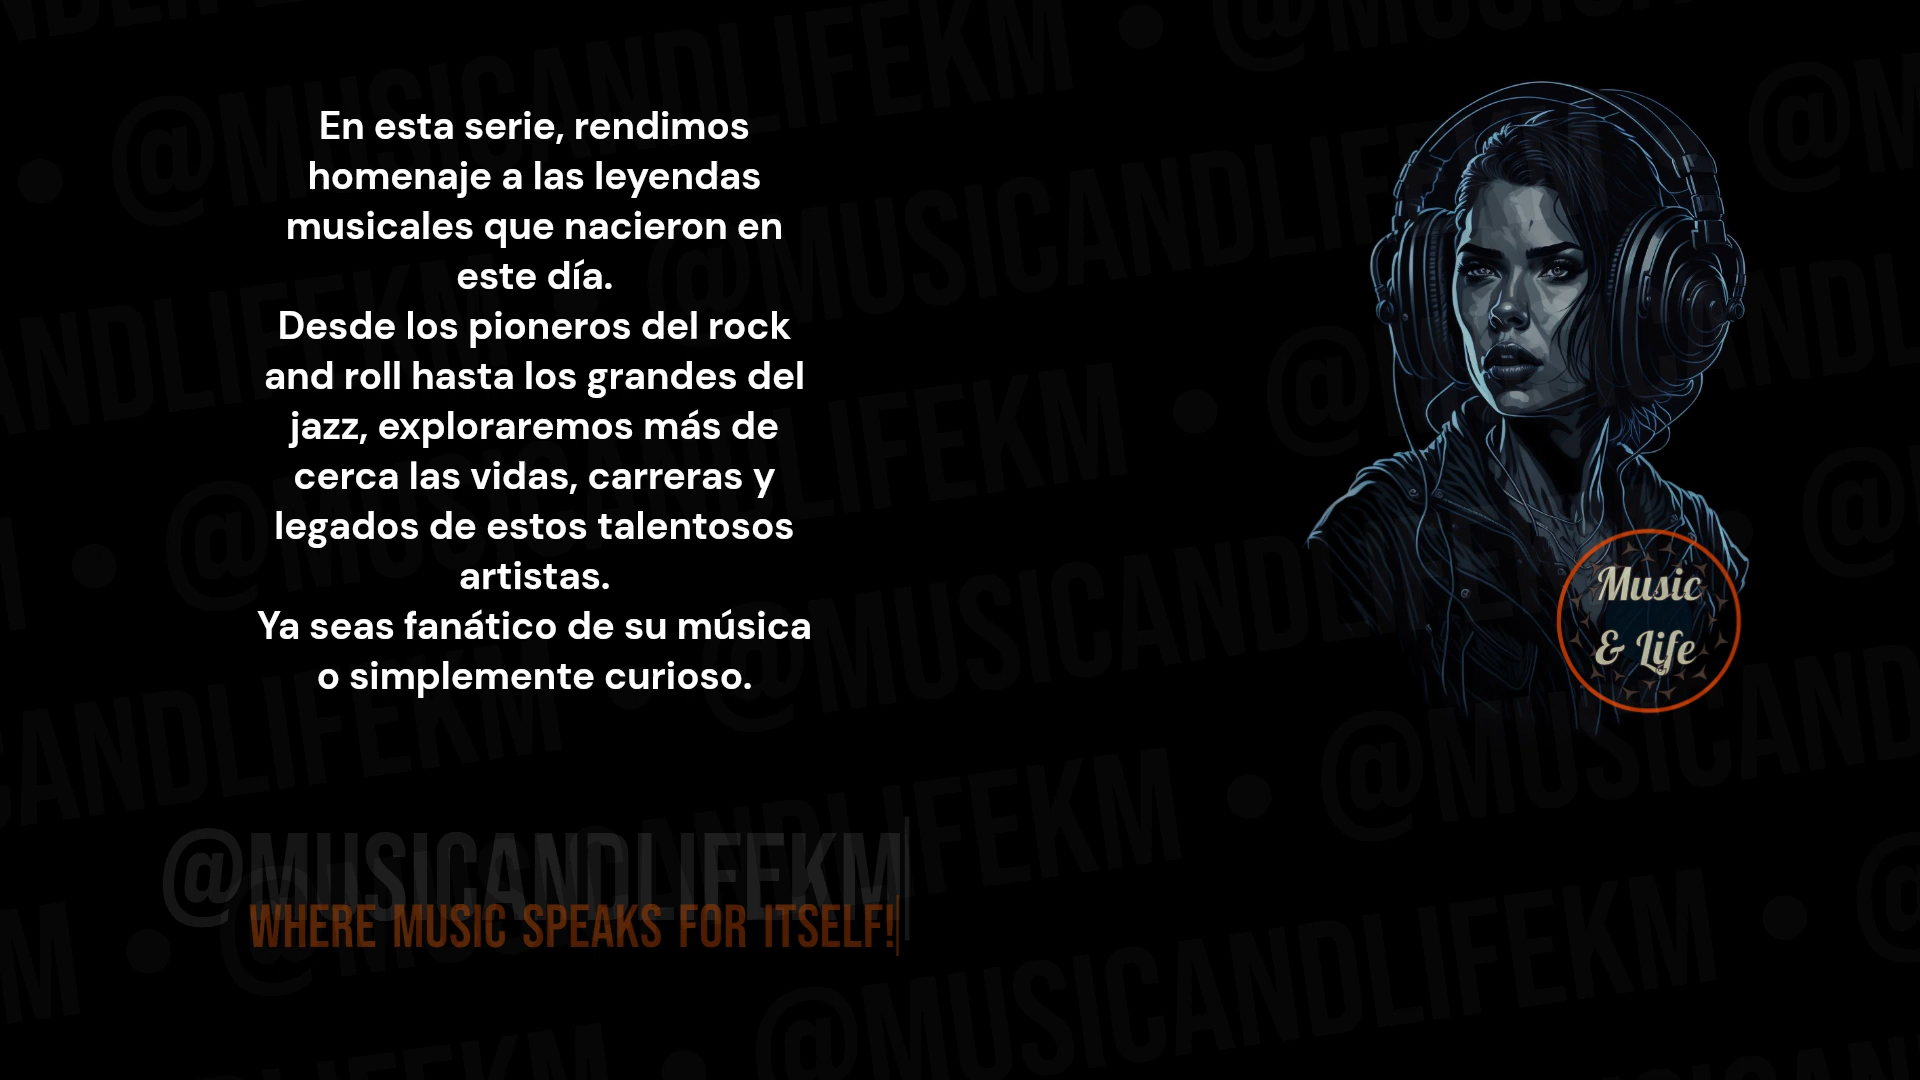 En esta serie, rendimos
homenaje a las leyendas
musicales que nacieron en
este día.
Desde los pioneros del rock
and roll hasta los grandes del
jazz, exploraremos más de
cerca las vidas, carreras y
legados de estos talentosos
artistas.
Ya seas fanático de su música
o simplemente curioso.
Music
& Life
@MUSICANDLIFEKM
WHERE MUSIC SPEAKS FOR ITSELF!